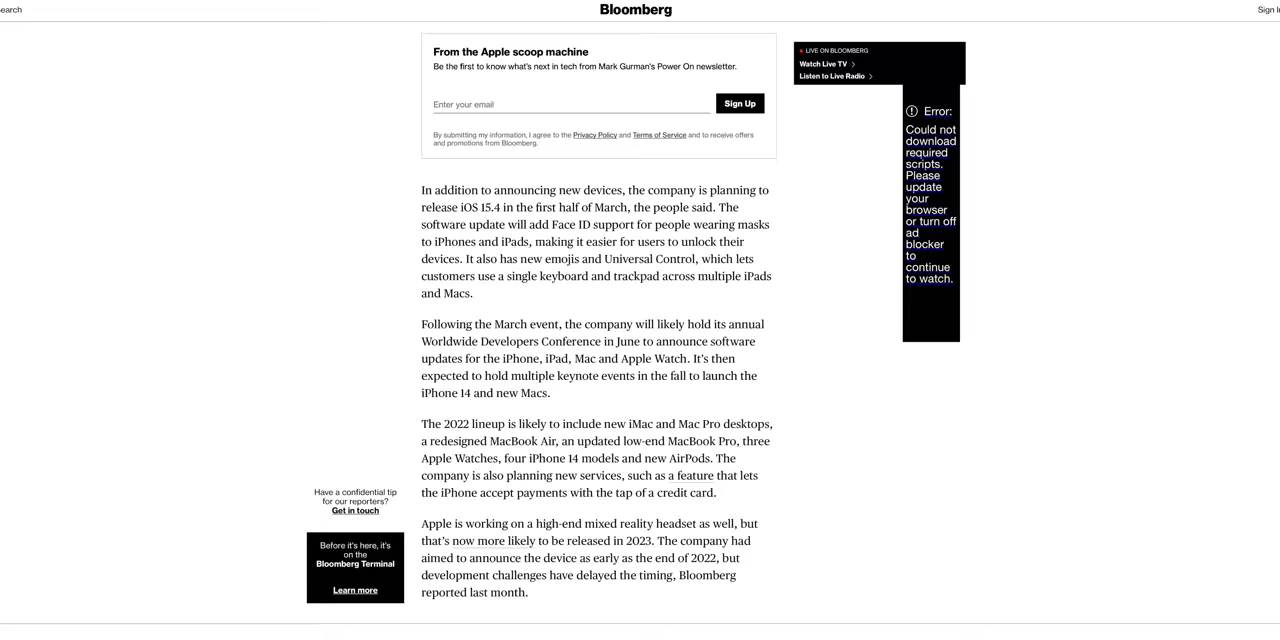 earch
Bloomberg
Sign In
From the Apple scoop machine
Be the first to know what's next in tech from Mark Gurman's Power On newsletter.
Enter your email
Sign Up
By submitting my information, I agree to the Privacy Policy and Terms of Service and to receive offers
and promotions from Bloomberg.
LIVE ON BLOOMBERG
Watch Live TV
Listen to Live Radio
Error:
Could not
download
required
scripts.
Please
update
your
browser
or turn off
ad
blocker
to
continue
to watch.
In addition to announcing new devices, the company is planning to
release iOS 15.4 in the first half of March, the people said. The
software update will add Face ID support for people wearing masks
to iPhones and iPads, making it easier for users to unlock their
devices. It also has new emojis and Universal Control, which lets
customers use a single keyboard and trackpad across multiple iPads
and Macs.
Following the March event, the company will likely hold its annual
Worldwide Developers Conference in June to announce software
updates for the iPhone, iPad, Mac and Apple Watch. It's then
expected to hold multiple keynote events in the fall to launch the
iPhone 14 and new Macs.
The 2022 lineup is likely to include new iMac and Mac Pro desktops,
a redesigned MacBook Air, an updated low-end MacBook Pro, three
Apple Watches, four iPhone 14 models and new AirPods. The
company is also planning new services, such as a feature that lets
the iPhone accept payments with the tap of a credit card.
Apple is working on a high-end mixed reality headset as well, but
that's now more likely to be released in 2023. The company had
aimed to announce the device as early as the end of 2022, but
development challenges have delayed the timing, Bloomberg
reported last month.
Have a confidential tip
for our reporters?
Get in touch
Before it's here, it's
on the
Bloomberg Terminal
Learn more